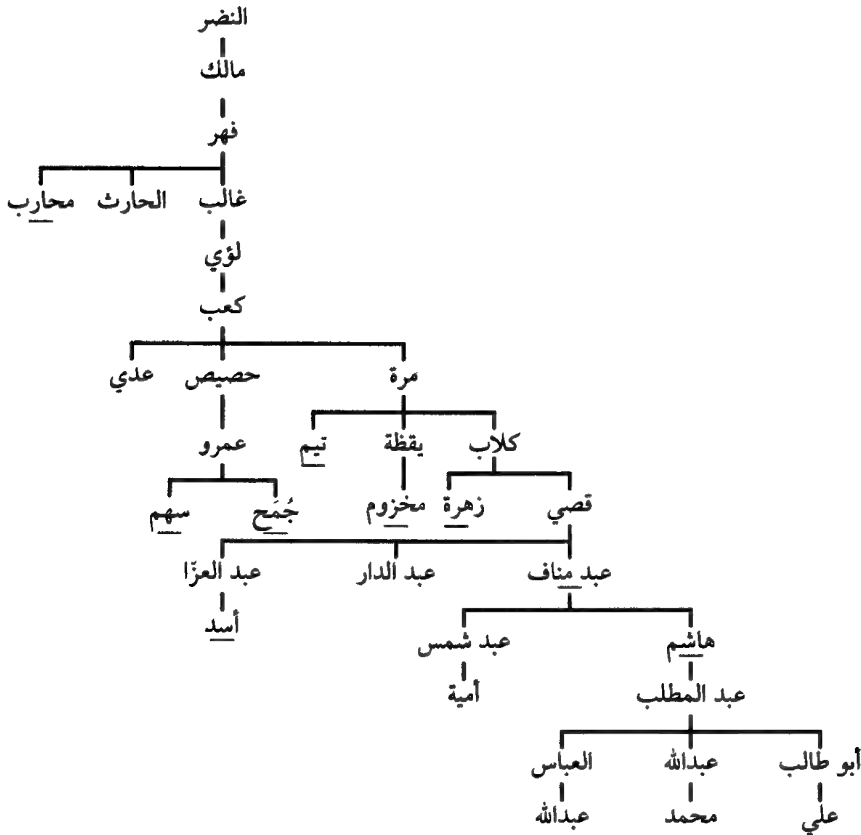 النضر
مالك
فهر
غالب الحارث محارب
لؤي
كعب
مرة حصيص عدي
كلاب يقظة تيم عمرو
قصي زهرة مخزوم جُمَح سهم
عبد مناف عبد الدار عبد العزّا
هاشم عبد شمس أسد
عبد المطلب أمية
أبو طالب عبدالله العباس
علي محمد عبدالله